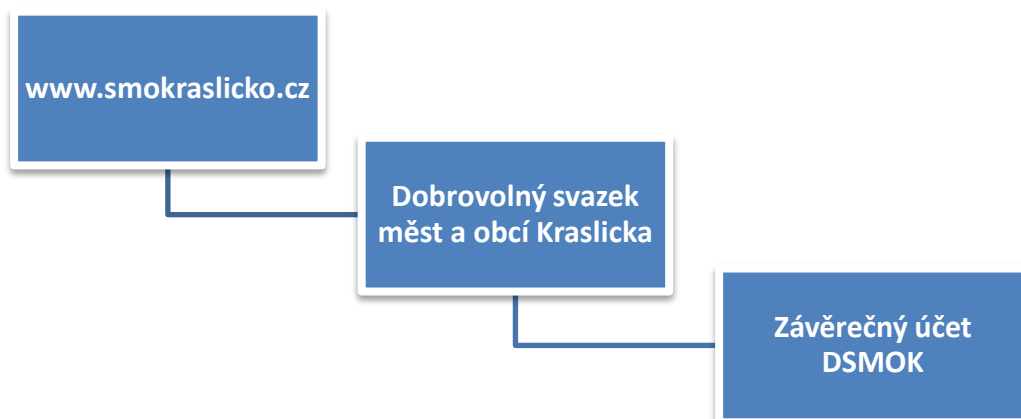 www.smokraslicko.cz
Dobrovolný svazek
měst a obcí Kraslicka
Závěrečný účet
DSMOK